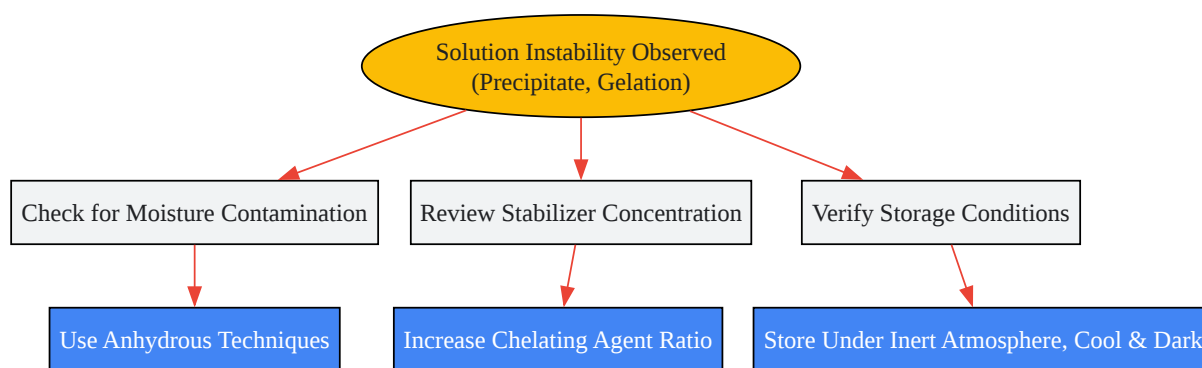 Solution Instability Observed
(Precipitate, Gelation)
Check for Moisture Contamination
Review Stabilizer Concentration
Verify Storage Conditions
Use Anhydrous Techniques
Increase Chelating Agent Ratio
Store Under Inert Atmosphere, Cool & Dark